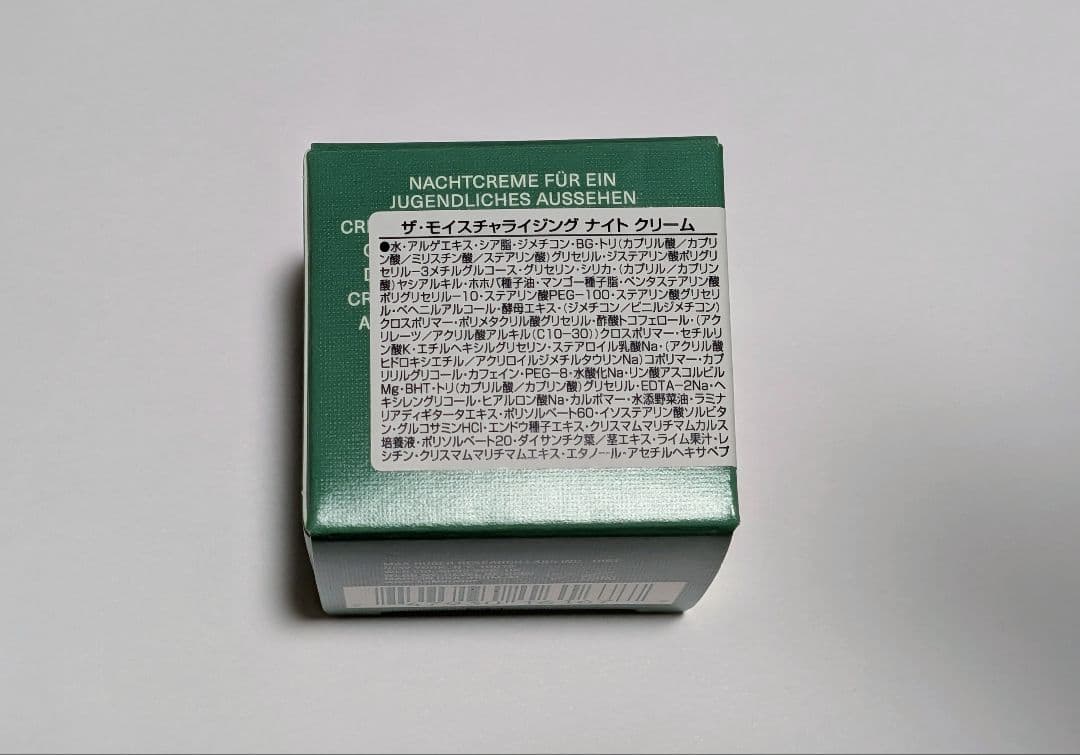 NACHTCREME FÜR EIN
JUGENDLICHES AUSSEHEN
ザ・モイスチャライジング ナイト クリーム
●水・アルゲエキス・シア脂・ジメチコン・BG・トリ(カプリル酸/カプリ
ン酸/ミリスチン酸/ステアリン酸)グリセリル・ジステアリン酸ポリグリ
セリル-3メチルグルコース・グリセリン・シリカ・(カプリル/カプリン
酸)ヤシアルキル・ホホバ種子油・マンゴー種子脂・ペンタステアリン酸
ポリグリセリル-10・ステアリン酸PEG-100・ステアリン酸グリセリ
ル・ベヘニルアルコール・酵母エキス・(ジメチコン/ビニルジメチコン)
クロスポリマー・ポリメタクリル酸グリセリル・酢酸トコフェロール・(アク
リレーツ/アクリル酸アルキル(C10-30))クロスポリマー・セチルリ
ン酸K・エチルヘキシルグリセリン・ステアロイル乳酸Na・(アクリル酸
ヒドロキシエチル/アクリロイルジメチルタウリンNa)コポリマー・カプ
リリルグリコール・カフェイン・PEG-8・水酸化Na・リン酸アスコルビル
Mg・BHT・トリ(カプリル酸/カプリン酸)グリセリル・EDTA-2Na・ヘ
キシレングリコール・ヒアルロン酸Na・カルボマー・水添野菜油・ラミナ
リアディギタータエキス・ポリソルベート60・イソステアリン酸ソルビタ
ン・グルコサミンHCl・エンドウ種子エキス・クリスマムマリチマムカルス
培養液・ポリソルベート20・ダイサンチク葉/茎エキス・ライム果汁・レ
シチン・クリスマムマリチマムエキス・エタノール・アセチルヘキサペプ